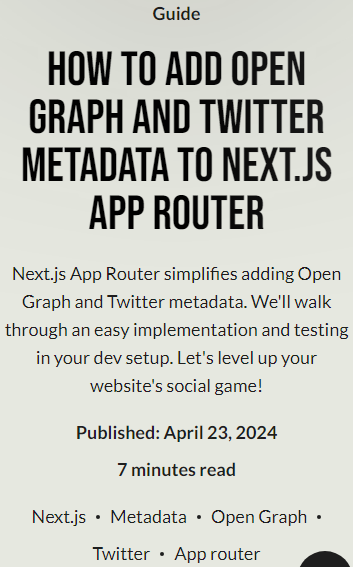 Guide
HOW TO ADD OPEN
GRAPH AND TWITTER
METADATA TO NEXT.JS
APP ROUTER
Next.js App Router simplifies adding Open
Graph and Twitter metadata. We'll walk
through an easy implementation and testing
in your dev setup. Let's level up your
website's social game!
Published: April 23, 2024
7 minutes read
Next.js • Metadata • Open Graph •
Twitter • App router